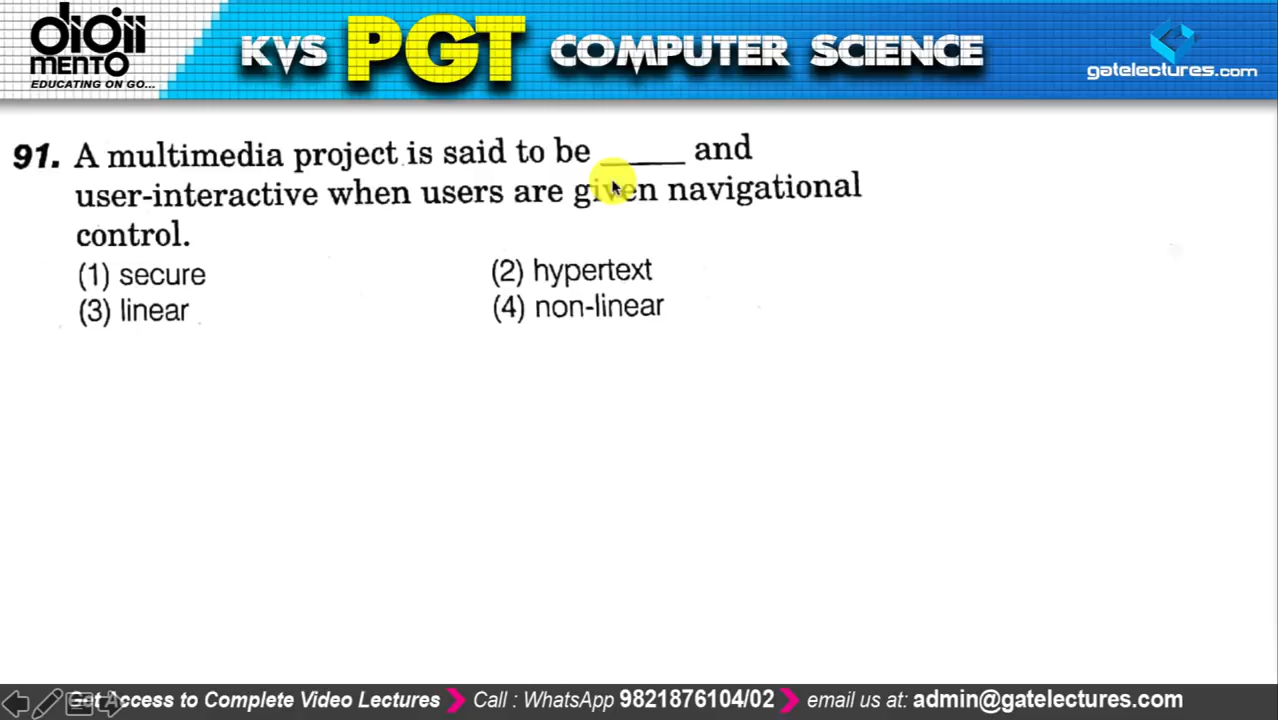 digii
MENTO
EDUCATING ON GO...
KVS PGT COMPUTER SCIENCE
gatelectures.com
91. A multimedia project is said to be _____ and
user-interactive when users are given navigational
control.
(1) secure (2) hypertext
(3) linear (4) non-linear
Get Access to Complete Video Lectures Call : WhatsApp 9821876104/02 email us at: admin@gatelectures.com